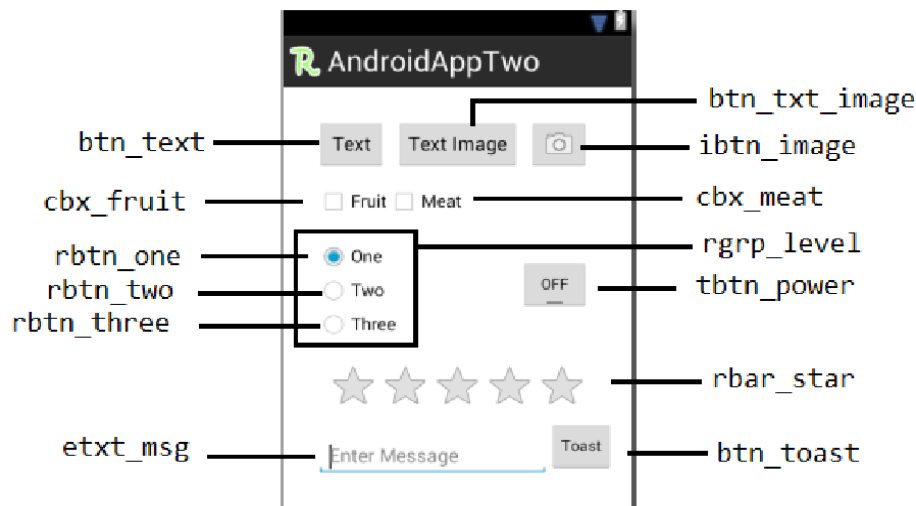 AndroidAppTwo
btn_txt_image
btn_text
Text
Text Image
ibtn_image
cbx_fruit
Fruit
Meat
cbx_meat
rgrp_level
rbtn_one
One
rbtn_two
Two
OFF
tbtn_power
rbtn_three
Three
rbar_star
etxt_msg
Enter Message
Toast
btn_toast